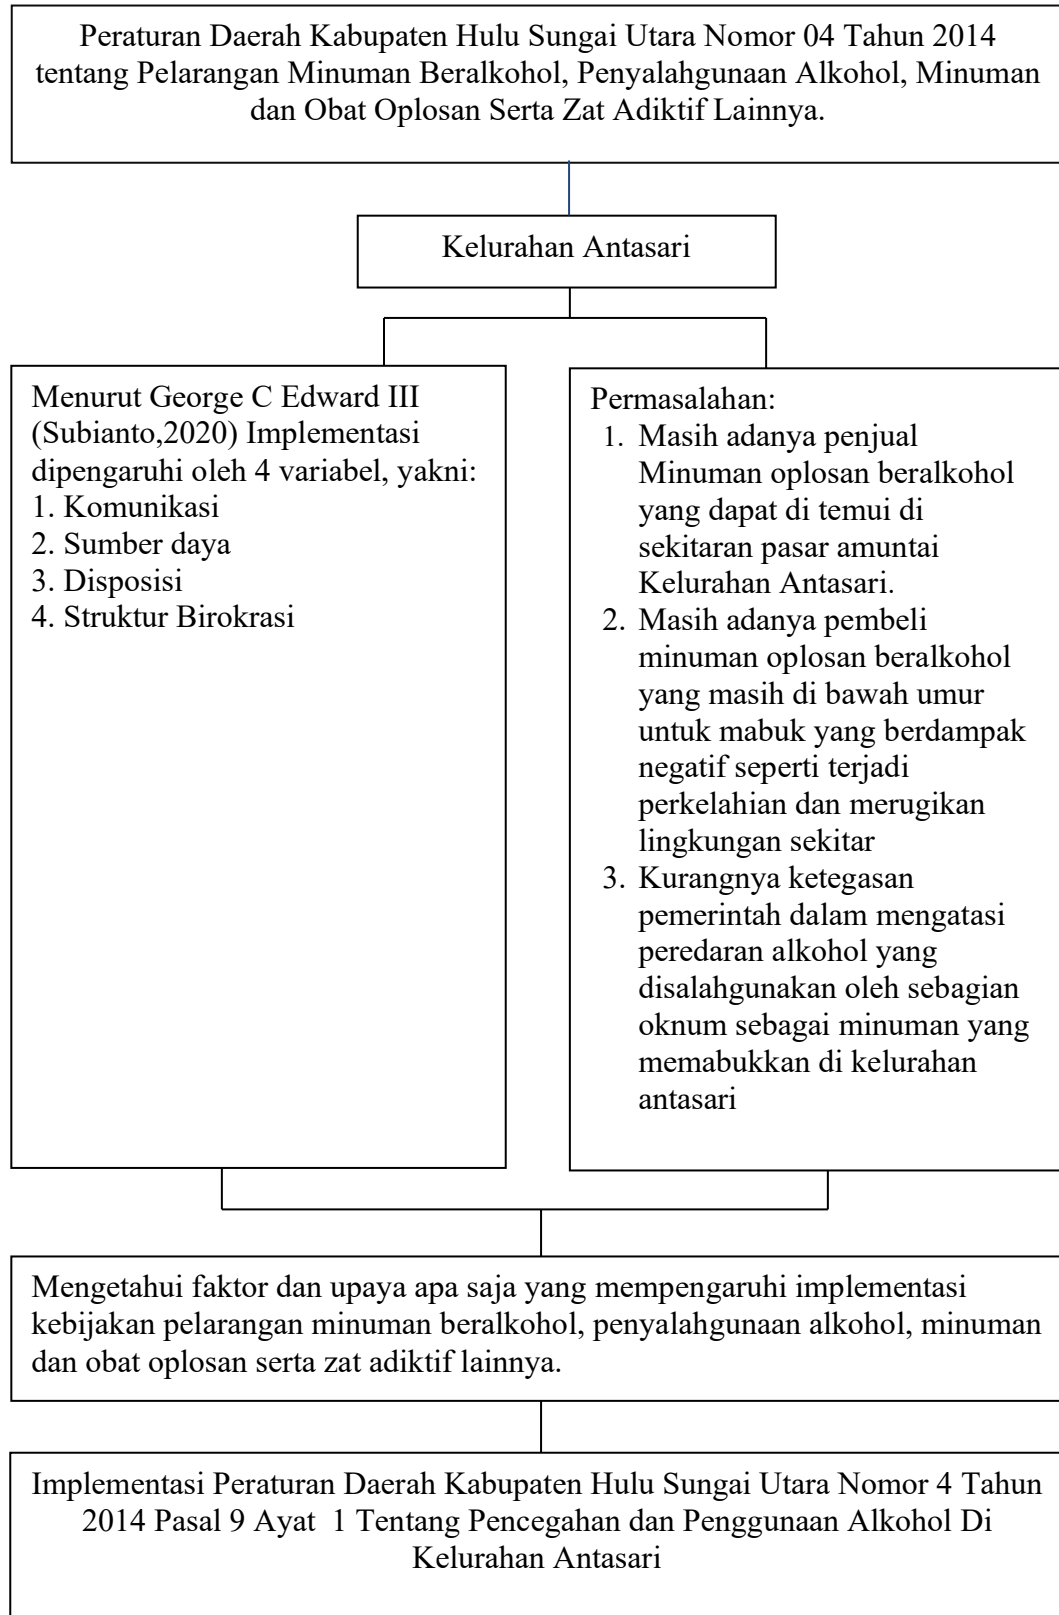 Peraturan Daerah Kabupaten Hulu Sungai Utara Nomor 04 Tahun 2014
tentang Pelarangan Minuman Beralkohol, Penyalahgunaan Alkohol, Minuman
dan Obat Oplosan Serta Zat Adiktif Lainnya.
Kelurahan Antasari
Menurut George C Edward III
(Subianto,2020) Implementasi
dipengaruhi oleh 4 variabel, yakni:
1. Komunikasi
2. Sumber daya
3. Disposisi
4. Struktur Birokrasi
Permasalahan:
1. Masih adanya penjual
Minuman oplosan beralkohol
yang dapat di temui di
sekitaran pasar amuntai
Kelurahan Antasari.
2. Masih adanya pembeli
minuman oplosan beralkohol
yang masih di bawah umur
untuk mabuk yang berdampak
negatif seperti terjadi
perkelahian dan merugikan
lingkungan sekitar
3. Kurangnya ketegasan
pemerintah dalam mengatasi
peredaran alkohol yang
disalahgunakan oleh sebagian
oknum sebagai minuman yang
memabukkan di kelurahan
antasari
Mengetahui faktor dan upaya apa saja yang mempengaruhi implementasi
kebijakan pelarangan minuman beralkohol, penyalahgunaan alkohol, minuman
dan obat oplosan serta zat adiktif lainnya.
Implementasi Peraturan Daerah Kabupaten Hulu Sungai Utara Nomor 4 Tahun
2014 Pasal 9 Ayat 1 Tentang Pencegahan dan Penggunaan Alkohol Di
Kelurahan Antasari